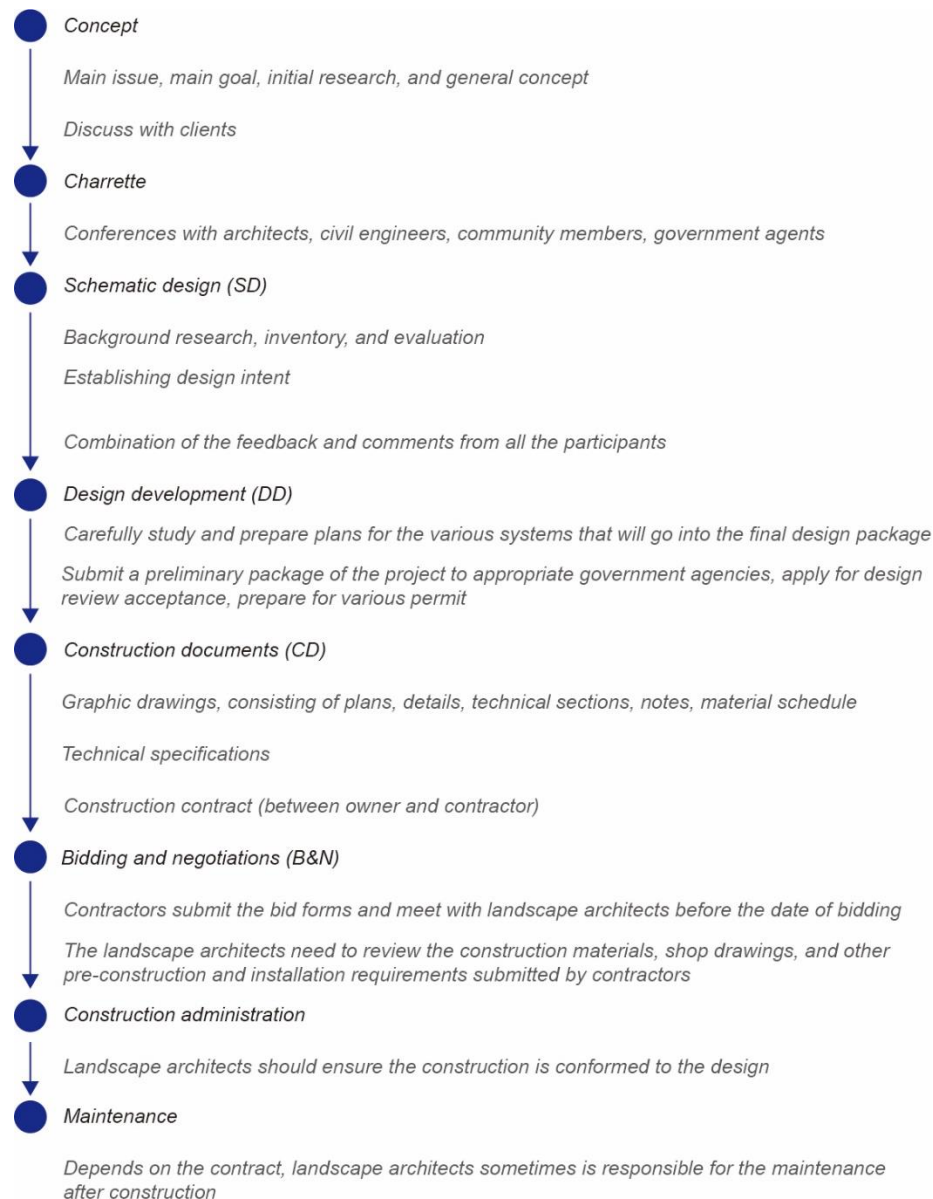 Concept
Main issue, main goal, initial research, and general concept
Discuss with clients
Charrette
Conferences with architects, civil engineers, community members, government agents
Schematic design (SD)
Background research, inventory, and evaluation
Establishing design intent
Combination of the feedback and comments from all the participants
Design development (DD)
Carefully study and prepare plans for the various systems that will go into the final design package
Submit a preliminary package of the project to appropriate government agencies, apply for design
review acceptance, prepare for various permit
Construction documents (CD)
Graphic drawings, consisting of plans, details, technical sections, notes, material schedule
Technical specifications
Construction contract (between owner and contractor)
Bidding and negotiations (B&N)
Contractors submit the bid forms and meet with landscape architects before the date of bidding
The landscape architects need to review the construction materials, shop drawings, and other
pre-construction and installation requirements submitted by contractors
Construction administration
Landscape architects should ensure the construction is conformed to the design
Maintenance
Depends on the contract, landscape architects sometimes is responsible for the maintenance
after construction